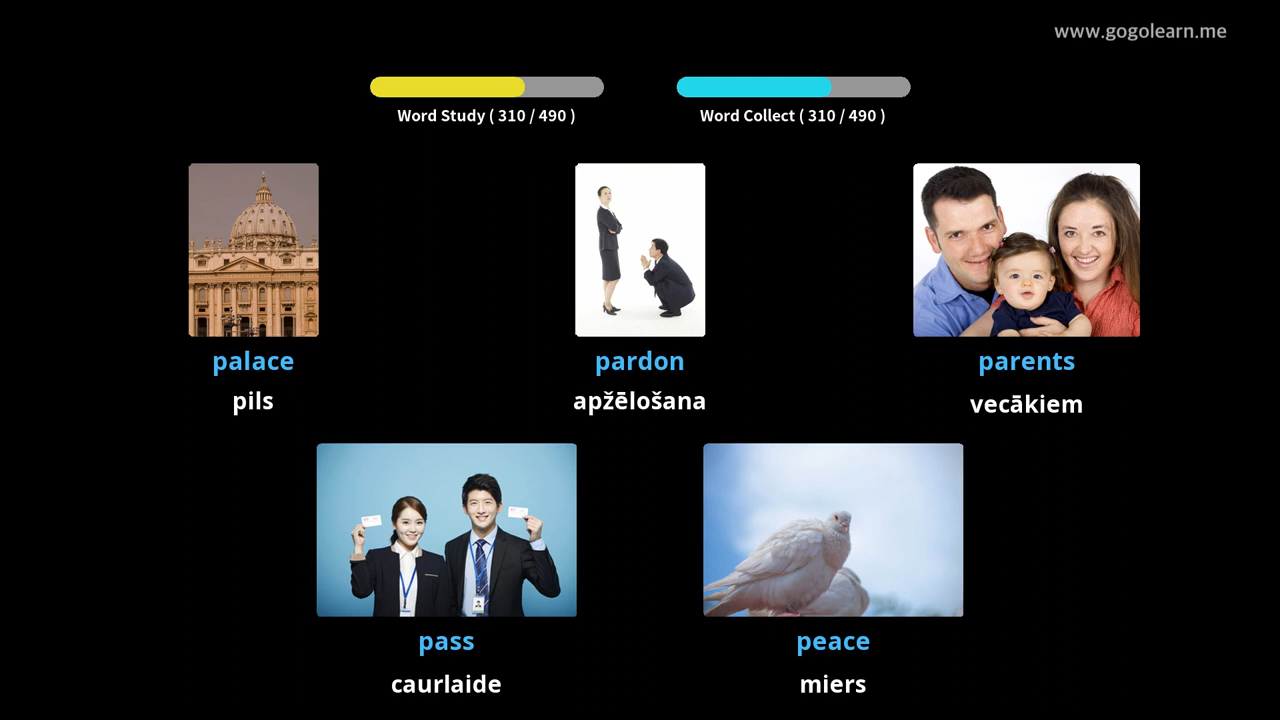 www.gogolearn.me
Word Study ( 310 / 490 )
Word Collect ( 310 / 490 )
palace
pardon
parents
pils
apžēlošana
vecākiem
pass
peace
caurlaide
miers